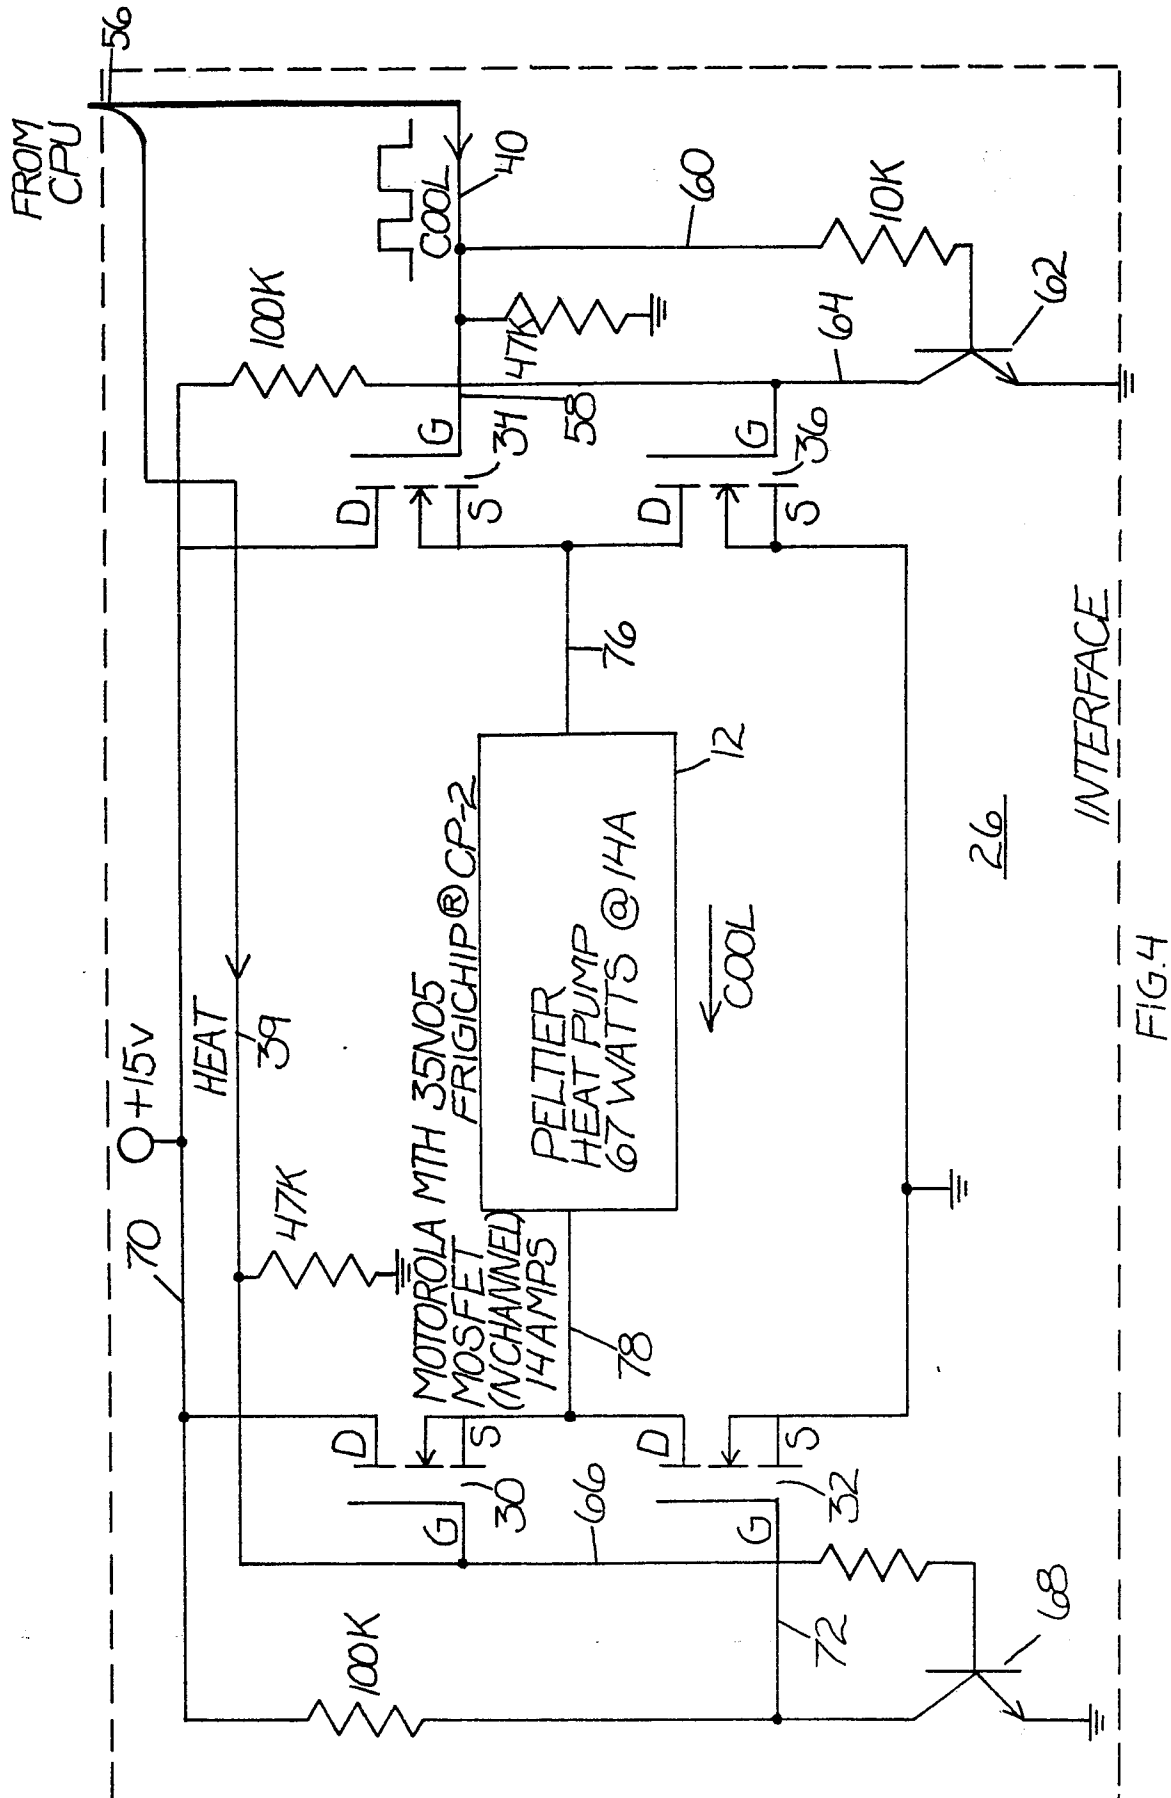 FROM
CPU
56
+15v
70
HEAT
39
47K
100K
COOL
40
60
10K
47K
100K
58
64
62
D
G
S
34
D
G
S
36
D
G
S
30
D
G
S
32
66
72
68
100K
MOTOROLA MTH 35N05
MOSFET
(N CHANNEL)
14 AMPS
FRIGICHIP® CP-2
PELTIER
HEAT PUMP
67 WATTS @ 14A
12
76
78
COOL
26
INTERFACE
FIG.4